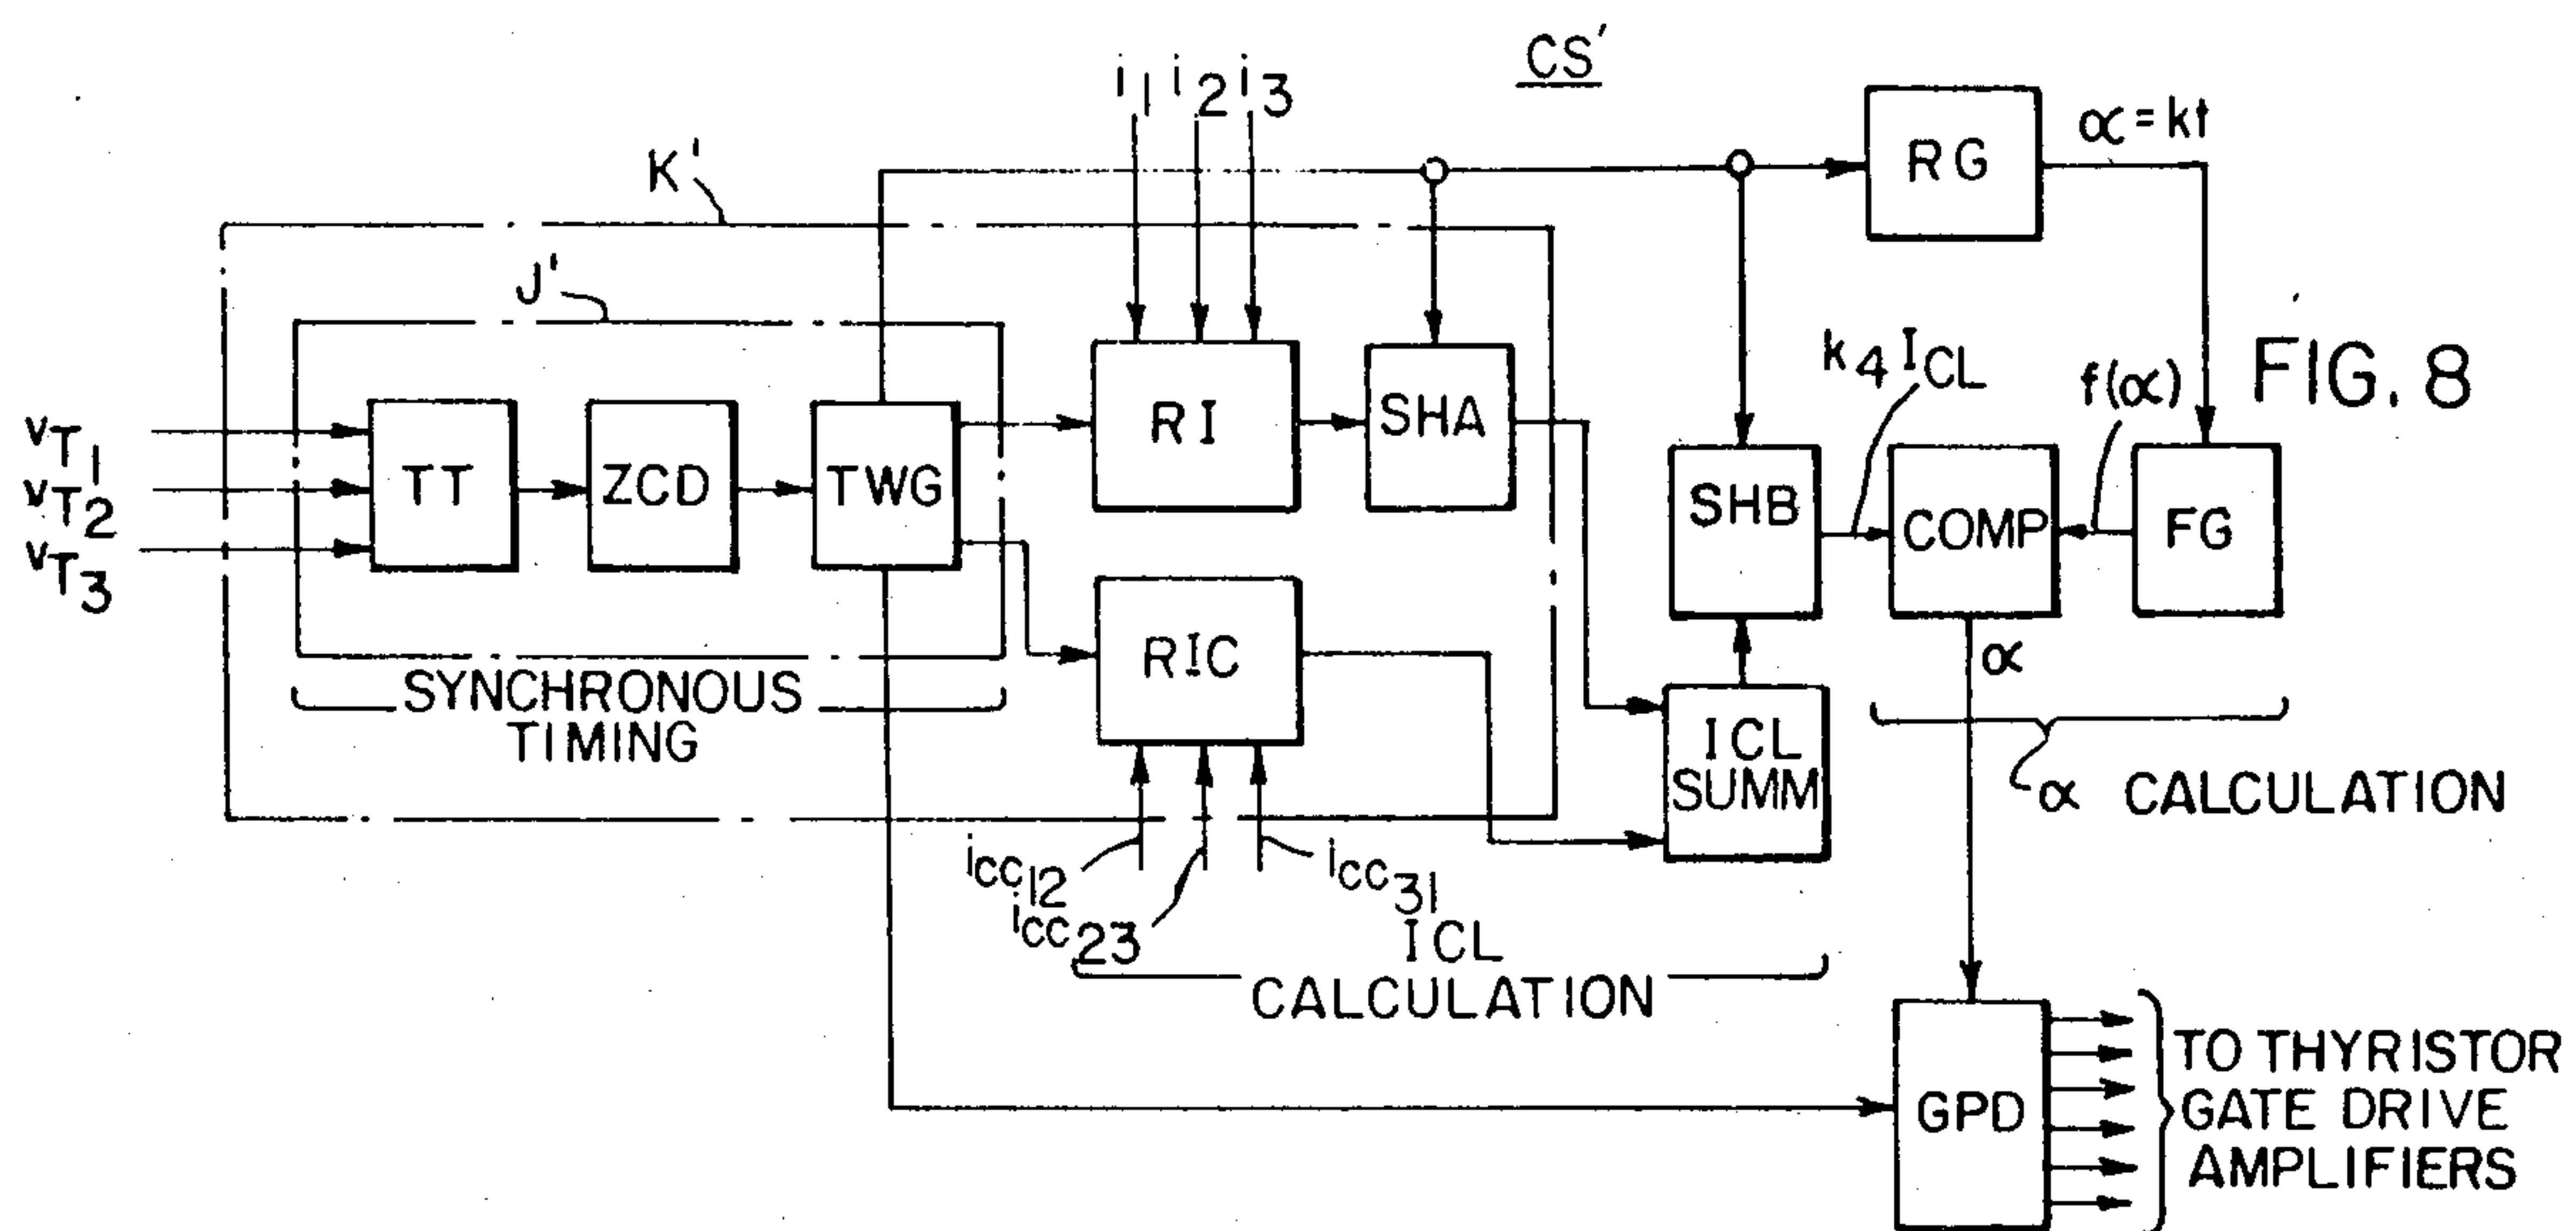 CS'
i1 i2 i3
K'
RG
α = kt
J'
FIG. 8
k4 ICL
f(α)
vT1
vT2
vT3
TT
ZCD
TWG
RI
SHA
SHB
COMP
FG
RIC
α
SYNCHRONOUS
TIMING
ICL
SUMM
α CALCULATION
icc12
icc23
icc31
ICL
CALCULATION
GPD
TO THYRISTOR
GATE DRIVE
AMPLIFIERS